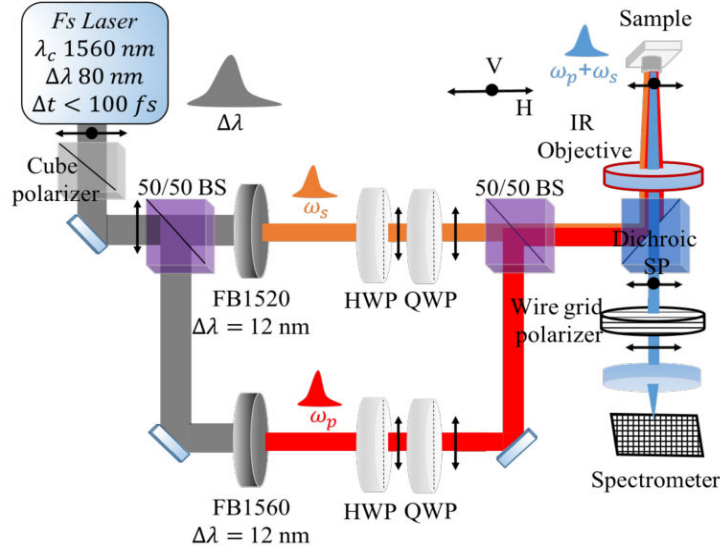 Fs Laser
λc 1560 nm
Δλ 80 nm
Δt < 100 fs
Δλ
Cube
polarizer
50/50 BS
ωs
FB1520
Δλ = 12 nm
HWP
QWP
ωp
FB1560
Δλ = 12 nm
HWP
QWP
V
H
50/50 BS
Sample
ωp+ωs
IR
Objective
Dichroic
SP
Wire grid
polarizer
Spectrometer